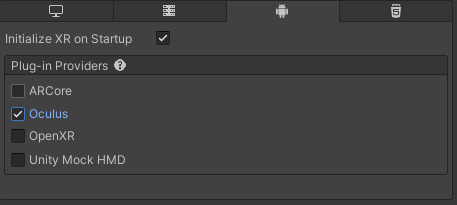 Initialize XR on Startup
Plug-in Providers ?
ARCore
Oculus
OpenXR
Unity Mock HMD